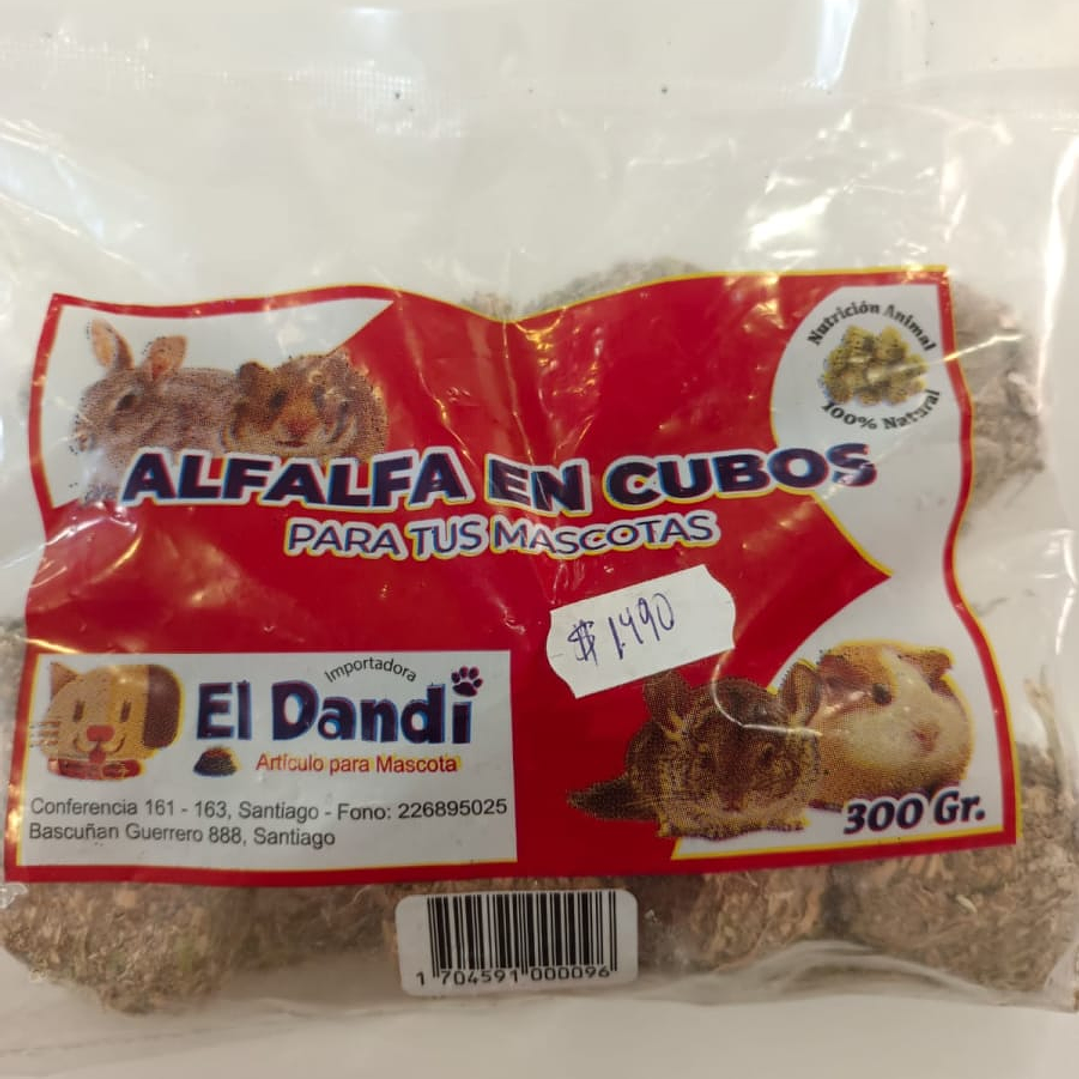 Nutrición Animal
100% Natural
ALFALFA EN CUBOS
PARA TUS MASCOTAS
$ 1.490
Importadora
El Dandi
Artículo para Mascota
Conferencia 161 - 163, Santiago - Fono: 226895025
Bascuñan Guerrero 888, Santiago
300 Gr.
1 704591 000096